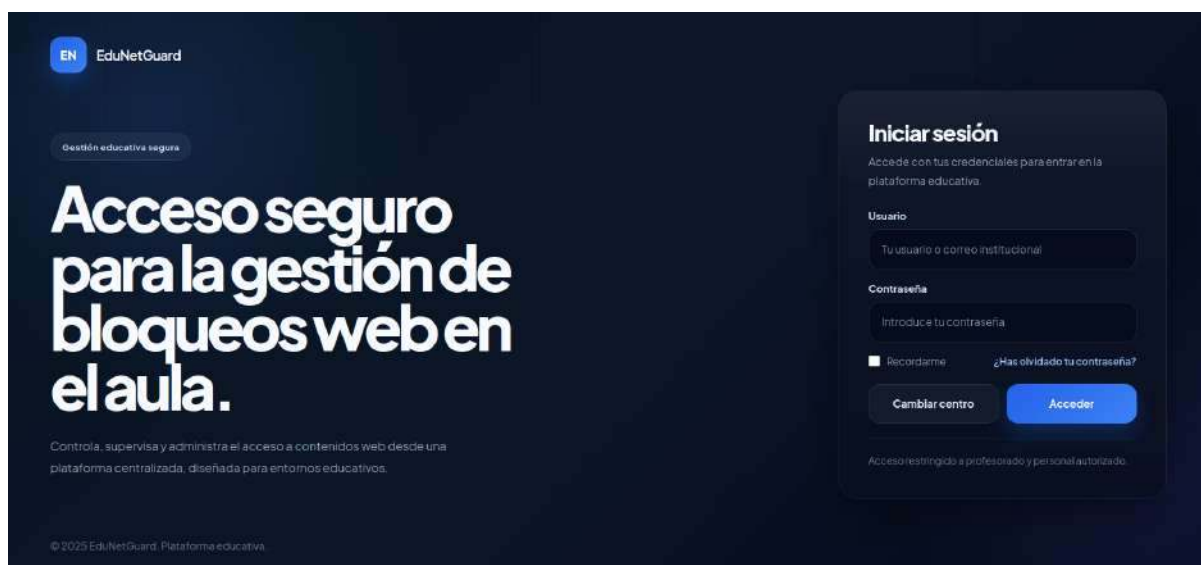 EN EduNetGuard
Gestión educativa segura
Acceso seguro
para la gestión de
bloqueos web en
el aula.
Controla, supervisa y administra el acceso a contenidos web desde una
plataforma centralizada, diseñada para entornos educativos.
© 2025 EduNetGuard. Plataforma educativa.
Iniciar sesión
Accede con tus credenciales para entrar en la
plataforma educativa.
Usuario
Tu usuario o correo institucional
Contraseña
Introduce tu contraseña
Recordarme ¿Has olvidado tu contraseña?
Cambiar centro Acceder
Acceso restringido a profesorado y personal autorizado.